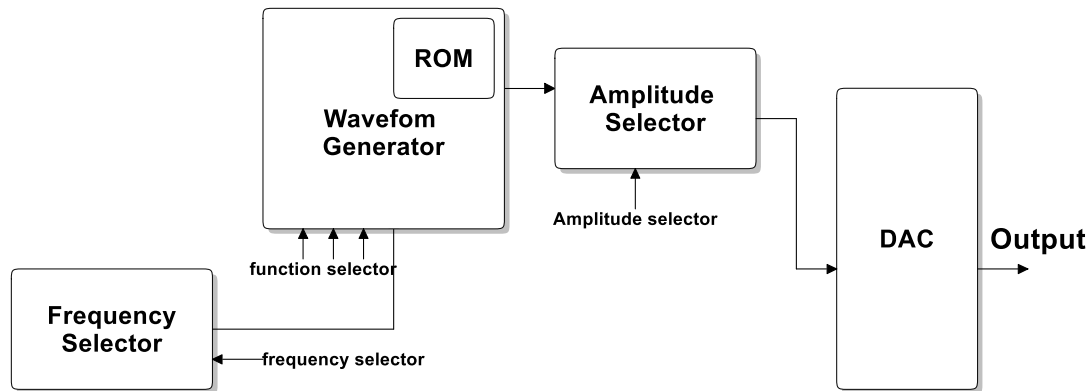 ROM
Wavefom
Generator
Amplitude
Selector
Amplitude selector
function selector
DAC
Output
Frequency
Selector
frequency selector